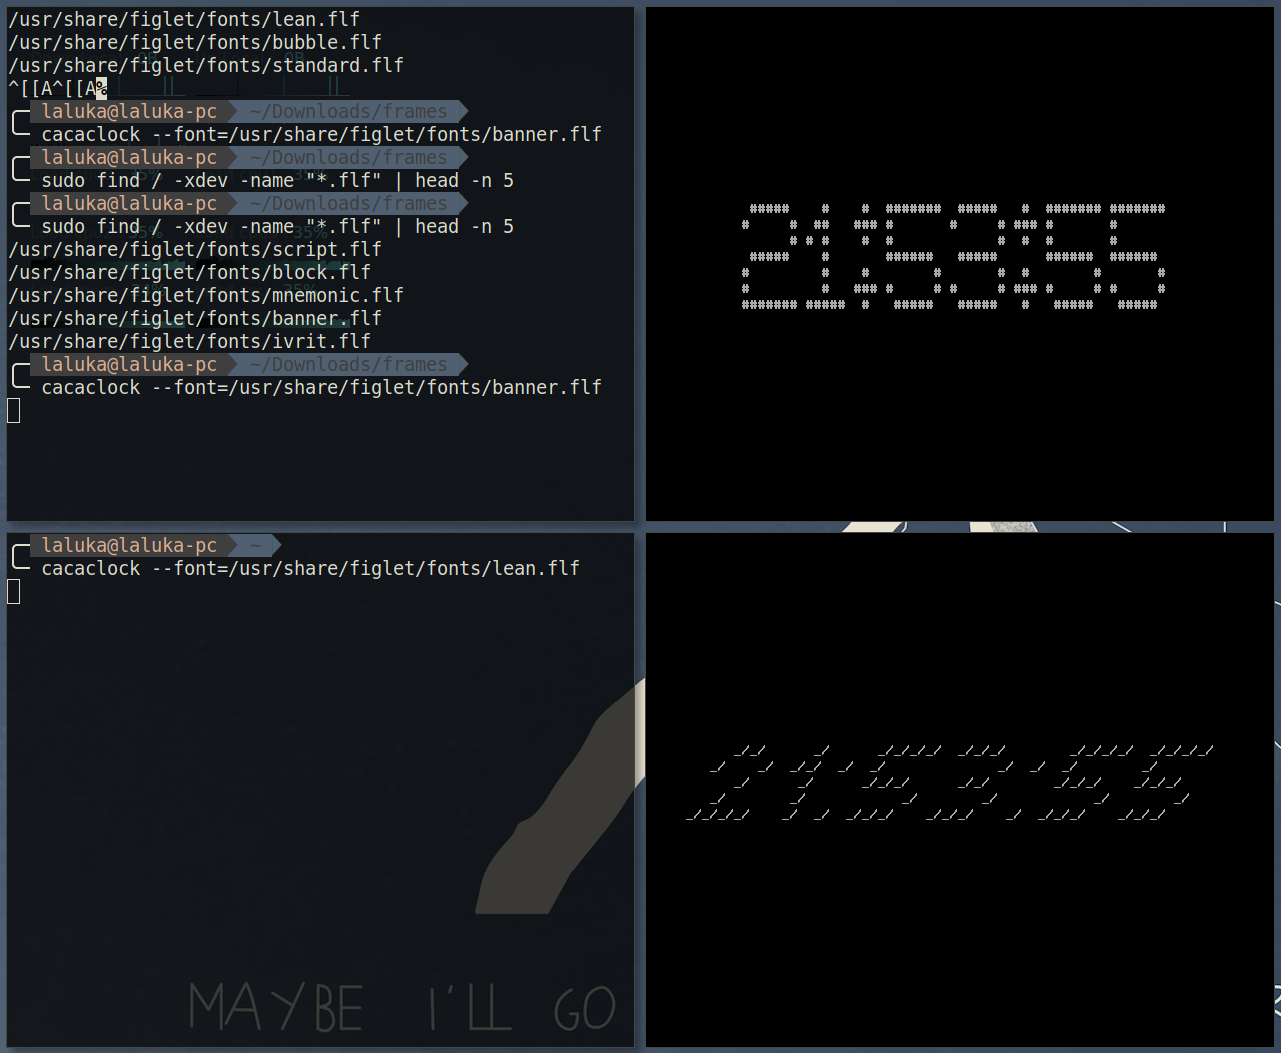 /usr/share/figlet/fonts/lean.flf
/usr/share/figlet/fonts/bubble.flf
/usr/share/figlet/fonts/standard.flf
^[[A^[[A%
laluka@laluka-pc ~/Downloads/frames
cacaclock --font=/usr/share/figlet/fonts/banner.flf
laluka@laluka-pc ~/Downloads/frames
sudo find / -xdev -name "*.flf" | head -n 5
laluka@laluka-pc ~/Downloads/frames
sudo find / -xdev -name "*.flf" | head -n 5
/usr/share/figlet/fonts/script.flf
/usr/share/figlet/fonts/block.flf
/usr/share/figlet/fonts/mnemonic.flf
/usr/share/figlet/fonts/banner.flf
/usr/share/figlet/fonts/ivrit.flf
laluka@laluka-pc ~/Downloads/frames
cacaclock --font=/usr/share/figlet/fonts/banner.flf
21:53:55
laluka@laluka-pc ~
cacaclock --font=/usr/share/figlet/fonts/lean.flf
MAYBE I'LL GO
21:53:55